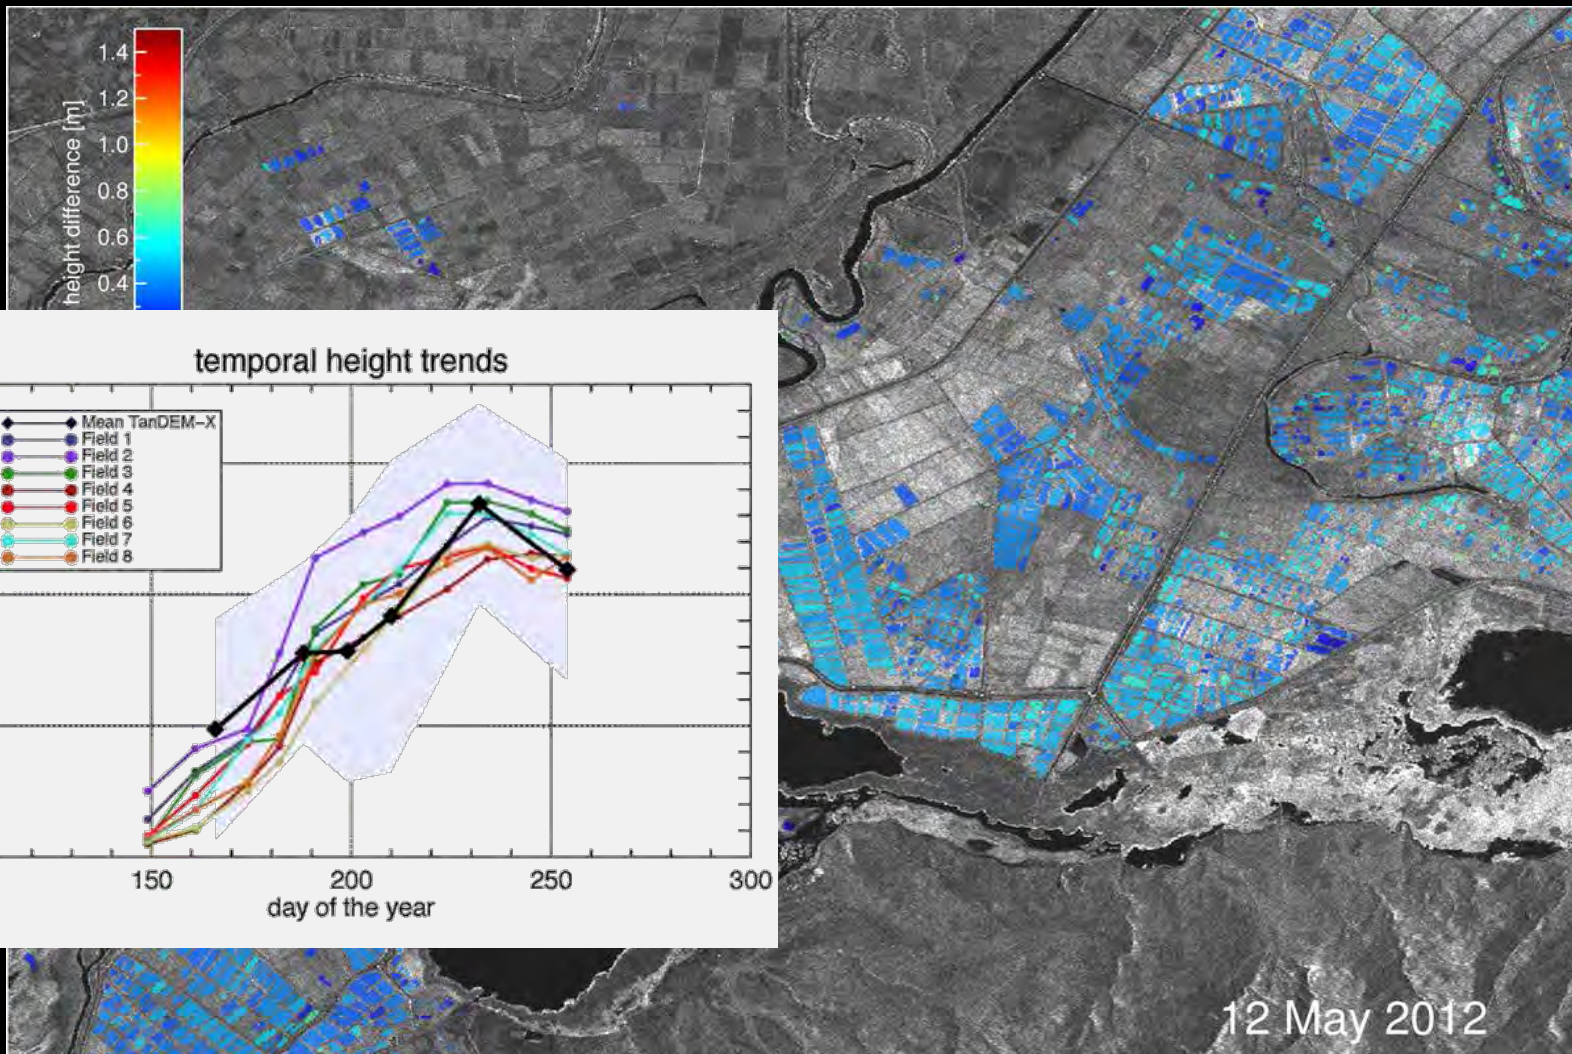 1.4
1.2
1.0
0.8
0.6
0.4
height difference [m]
temporal height trends
Mean TanDEM-X
Field 1
Field 2
Field 3
Field 4
Field 5
Field 6
Field 7
Field 8
150 200 250 300
day of the year
12 May 2012